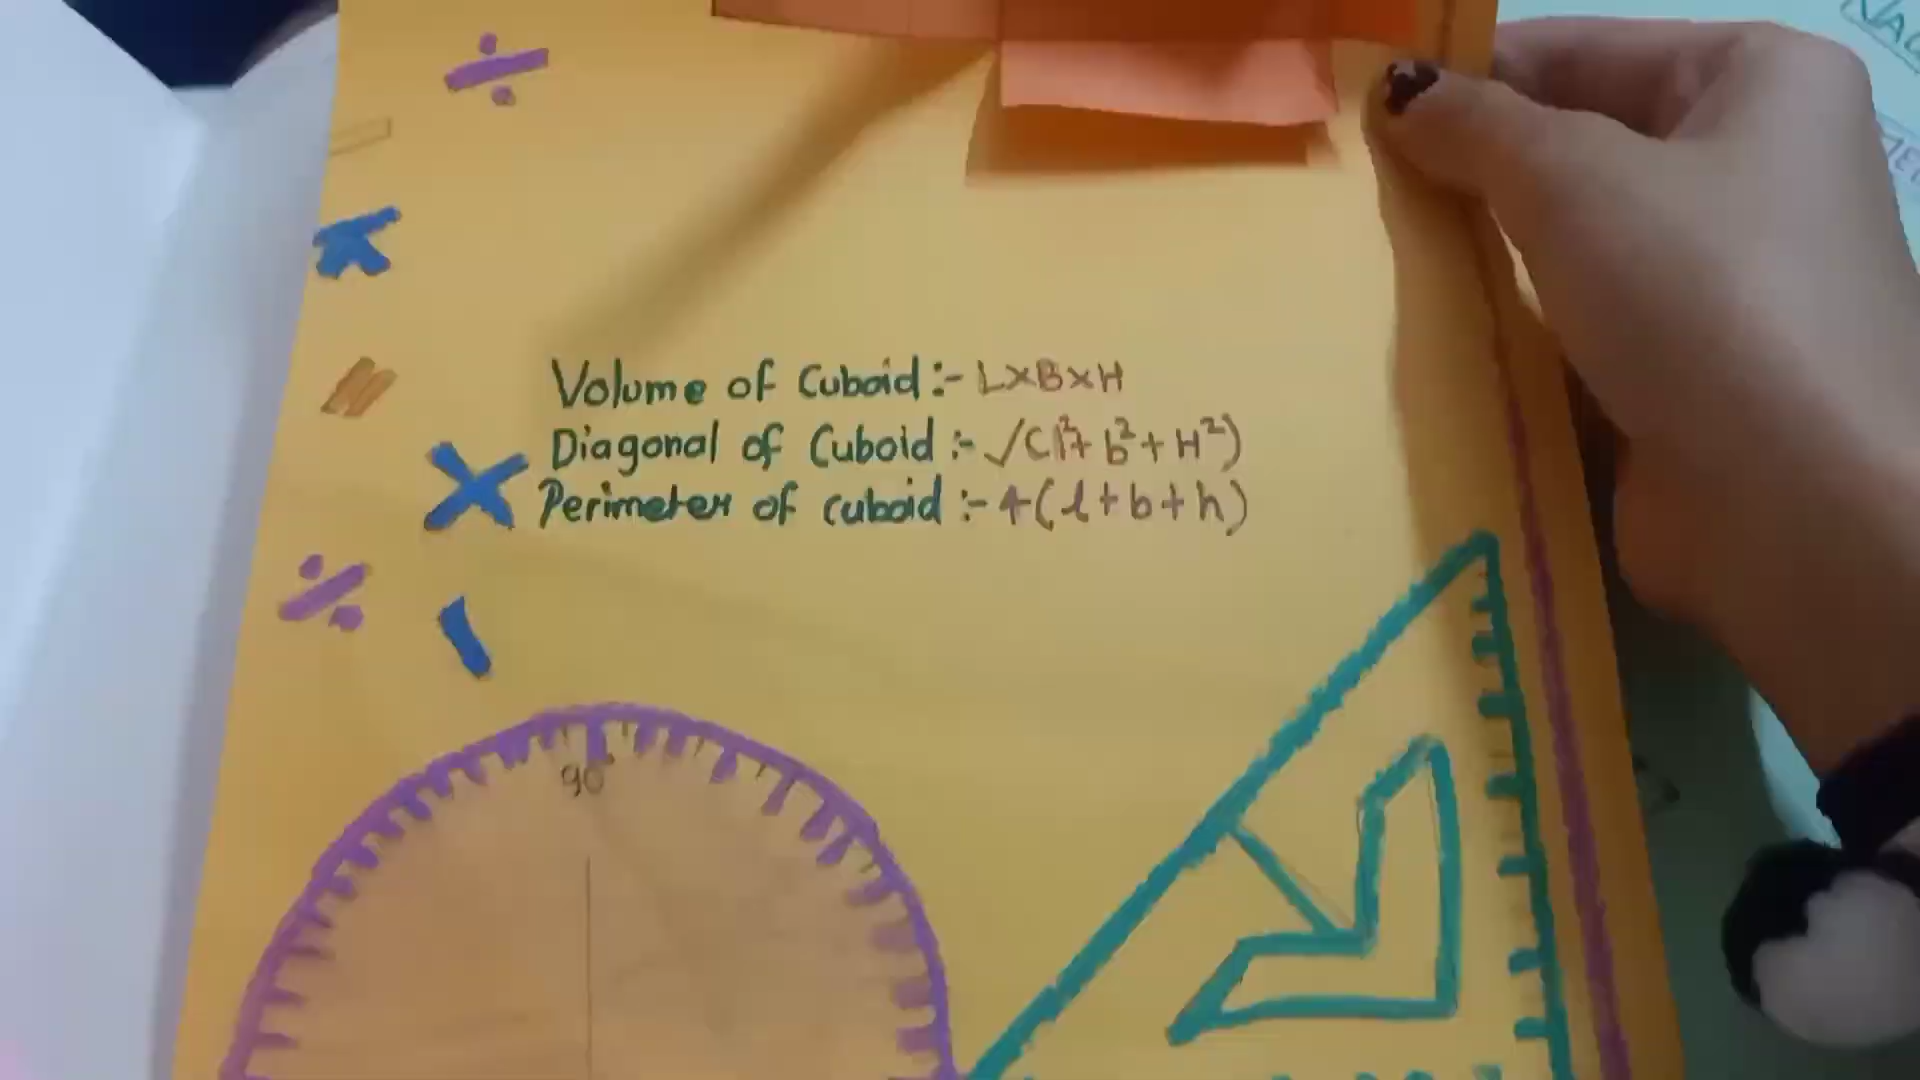 Volume of Cuboid :- L×B×H
Diagonal of Cuboid :- √(l²+b²+H²)
Perimeter of cuboid :- 4(l+b+h)
90°